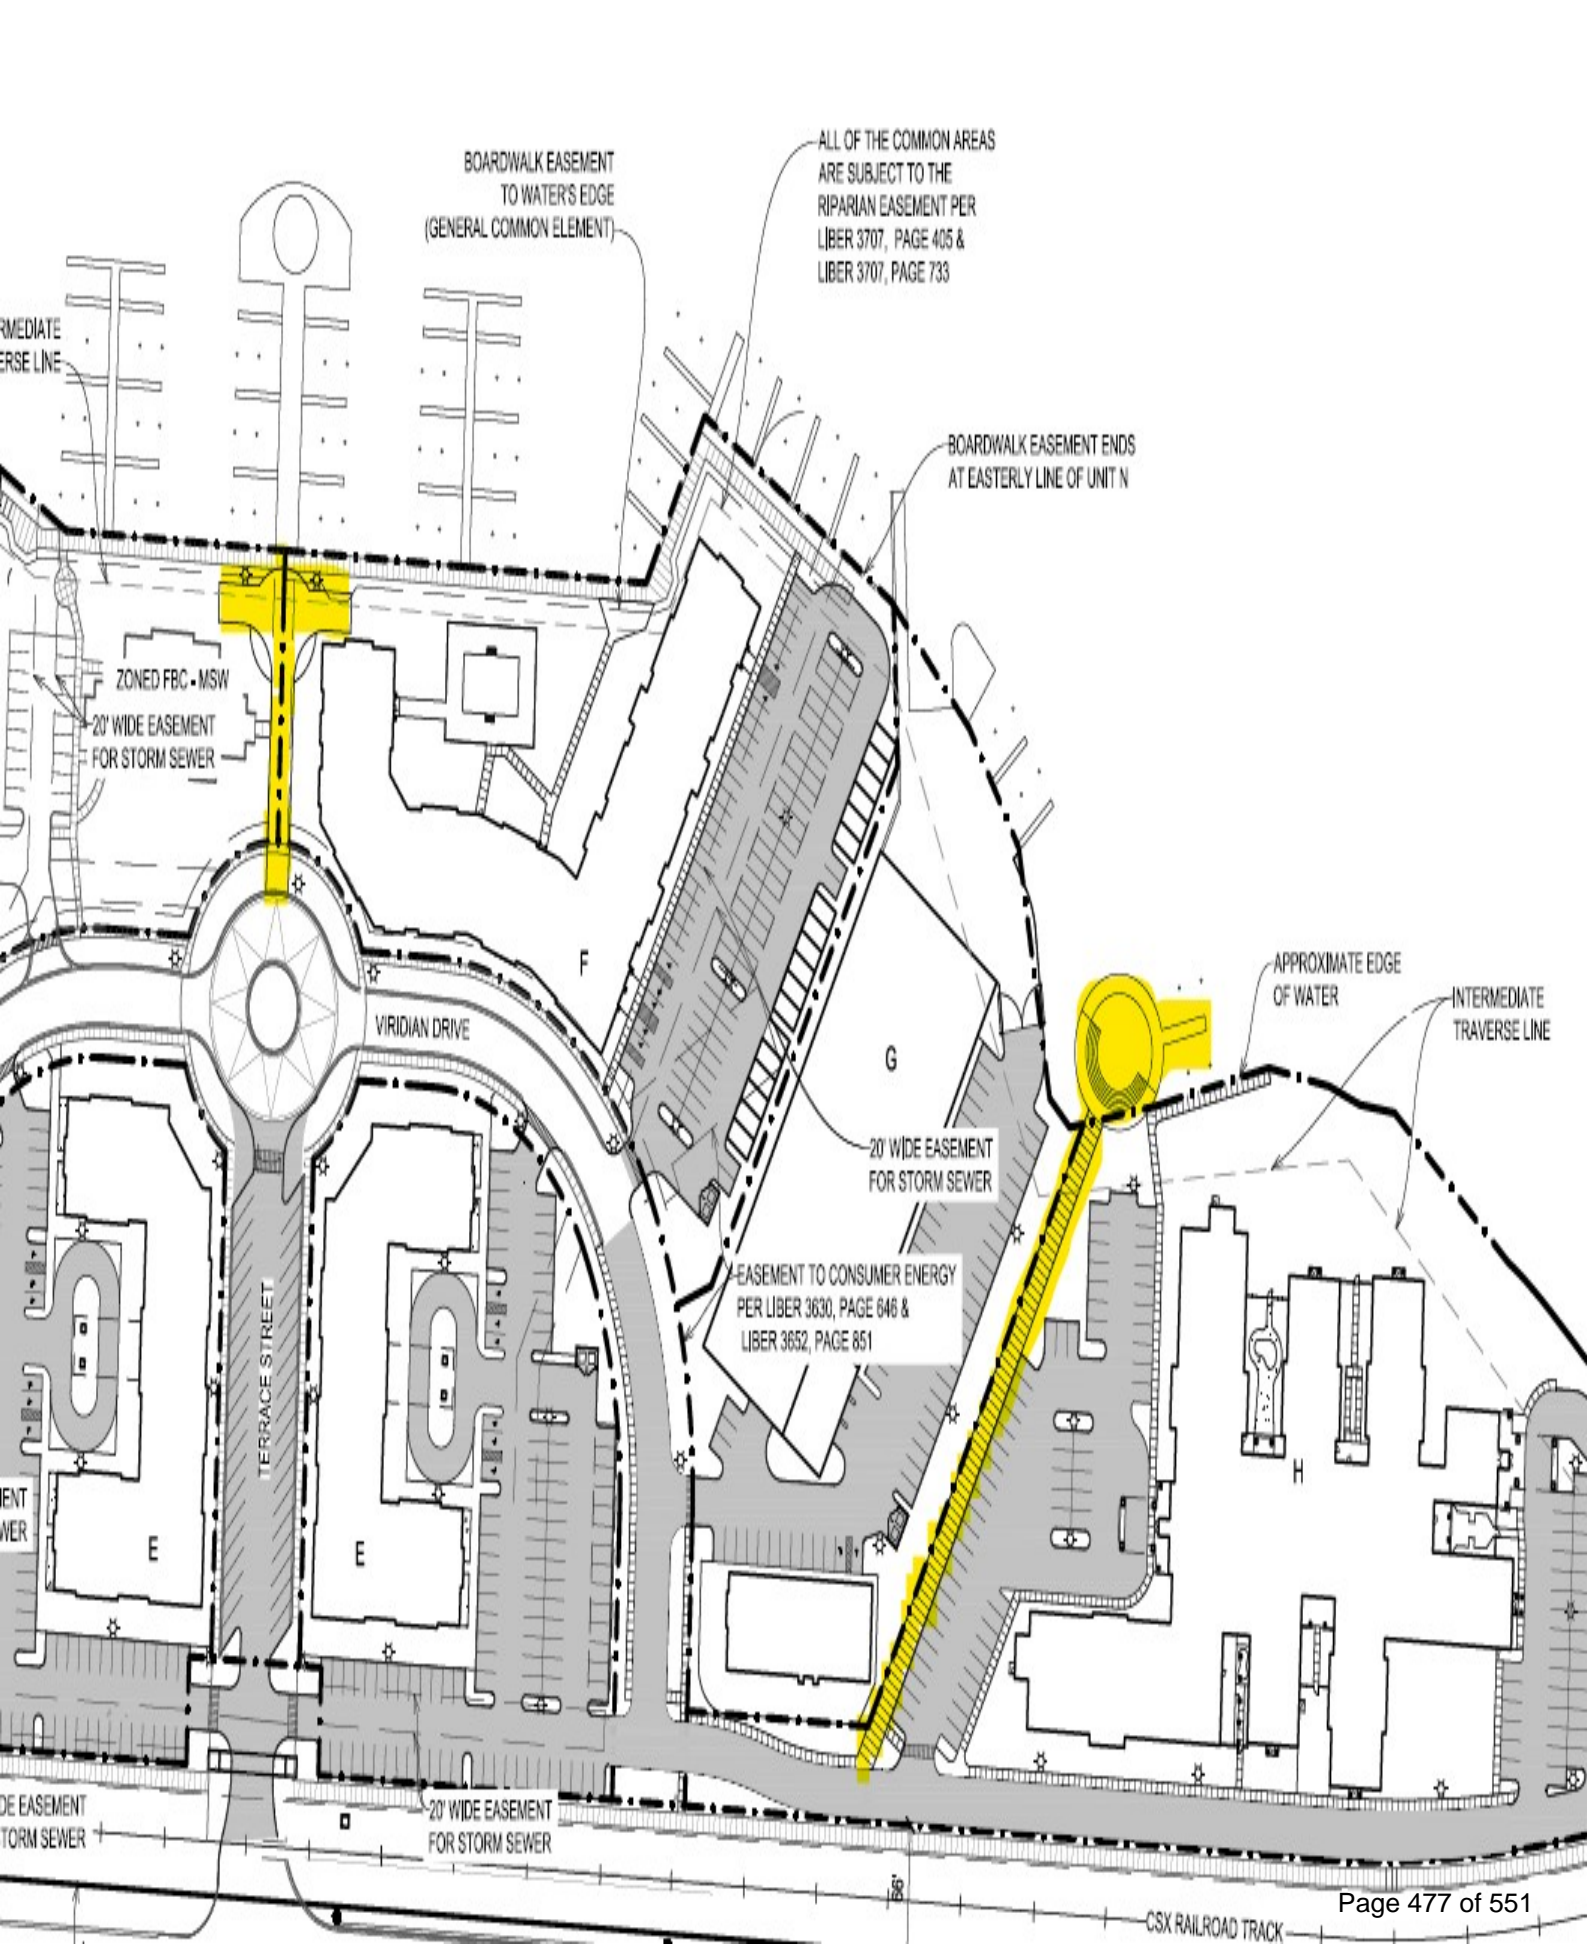 ALL OF THE COMMON AREAS
ARE SUBJECT TO THE
RIPARIAN EASEMENT PER
LIBER 3707, PAGE 405 &
LIBER 3707, PAGE 733
BOARDWALK EASEMENT
TO WATER'S EDGE
(GENERAL COMMON ELEMENT)
RMEDIATE
ERSE LINE
BOARDWALK EASEMENT ENDS
AT EASTERLY LINE OF UNIT N
ZONED FBC - MSW
20' WIDE EASEMENT
FOR STORM SEWER
F
APPROXIMATE EDGE
OF WATER
INTERMEDIATE
TRAVERSE LINE
VIRIDIAN DRIVE
G
20' WIDE EASEMENT
FOR STORM SEWER
EASEMENT TO CONSUMER ENERGY
PER LIBER 3630, PAGE 646 &
LIBER 3652, PAGE 851
TERRACE STREET
H
ENT
WER
E
E
DE EASEMENT
TORM SEWER
20' WIDE EASEMENT
FOR STORM SEWER
66'
Page 477 of 551
CSX RAILROAD TRACK